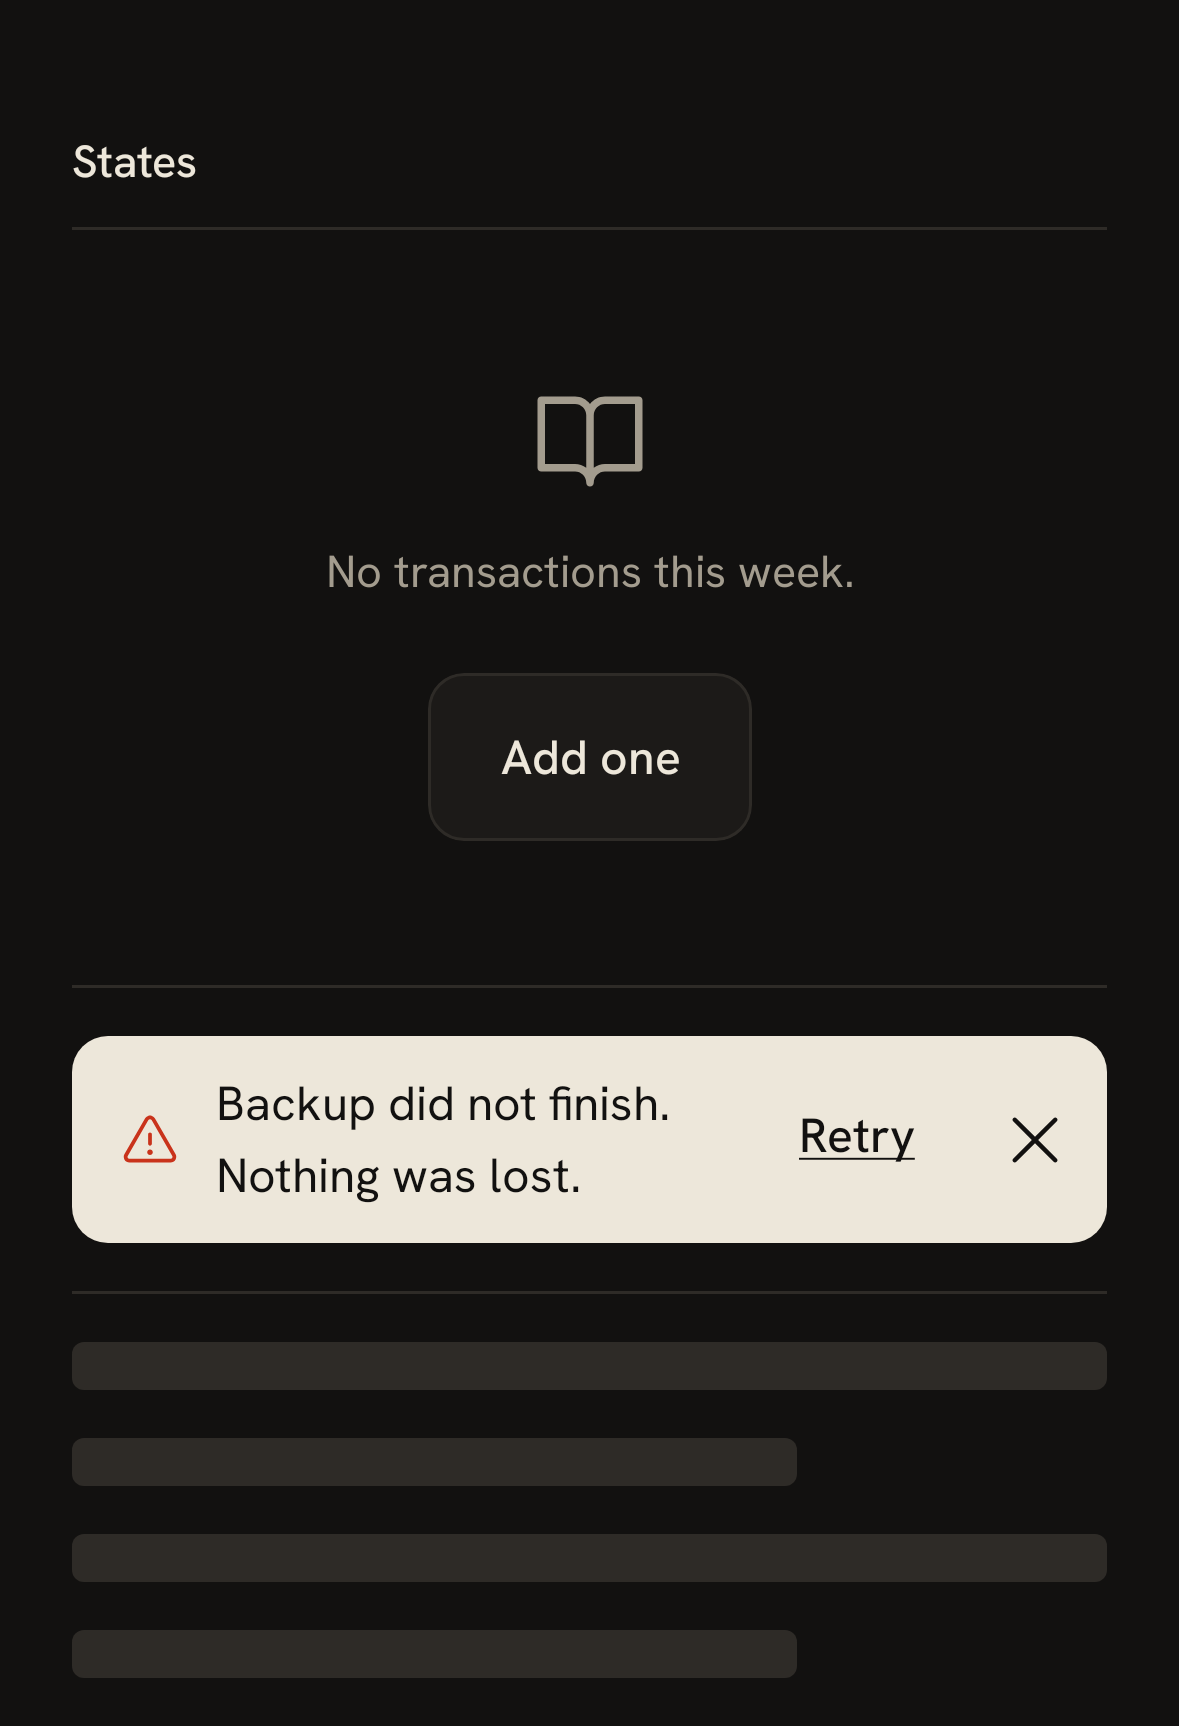 States
No transactions this week.
Add one
Backup did not finish.
Nothing was lost.
Retry